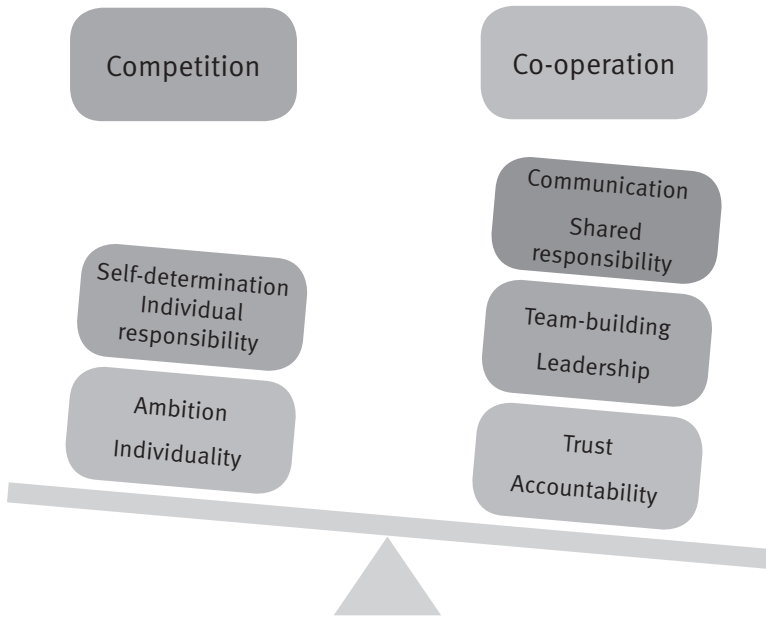 Competition
Co-operation
Self-determination
Individual
responsibility
Ambition
Individuality
Communication
Shared
responsibility
Team-building
Leadership
Trust
Accountability